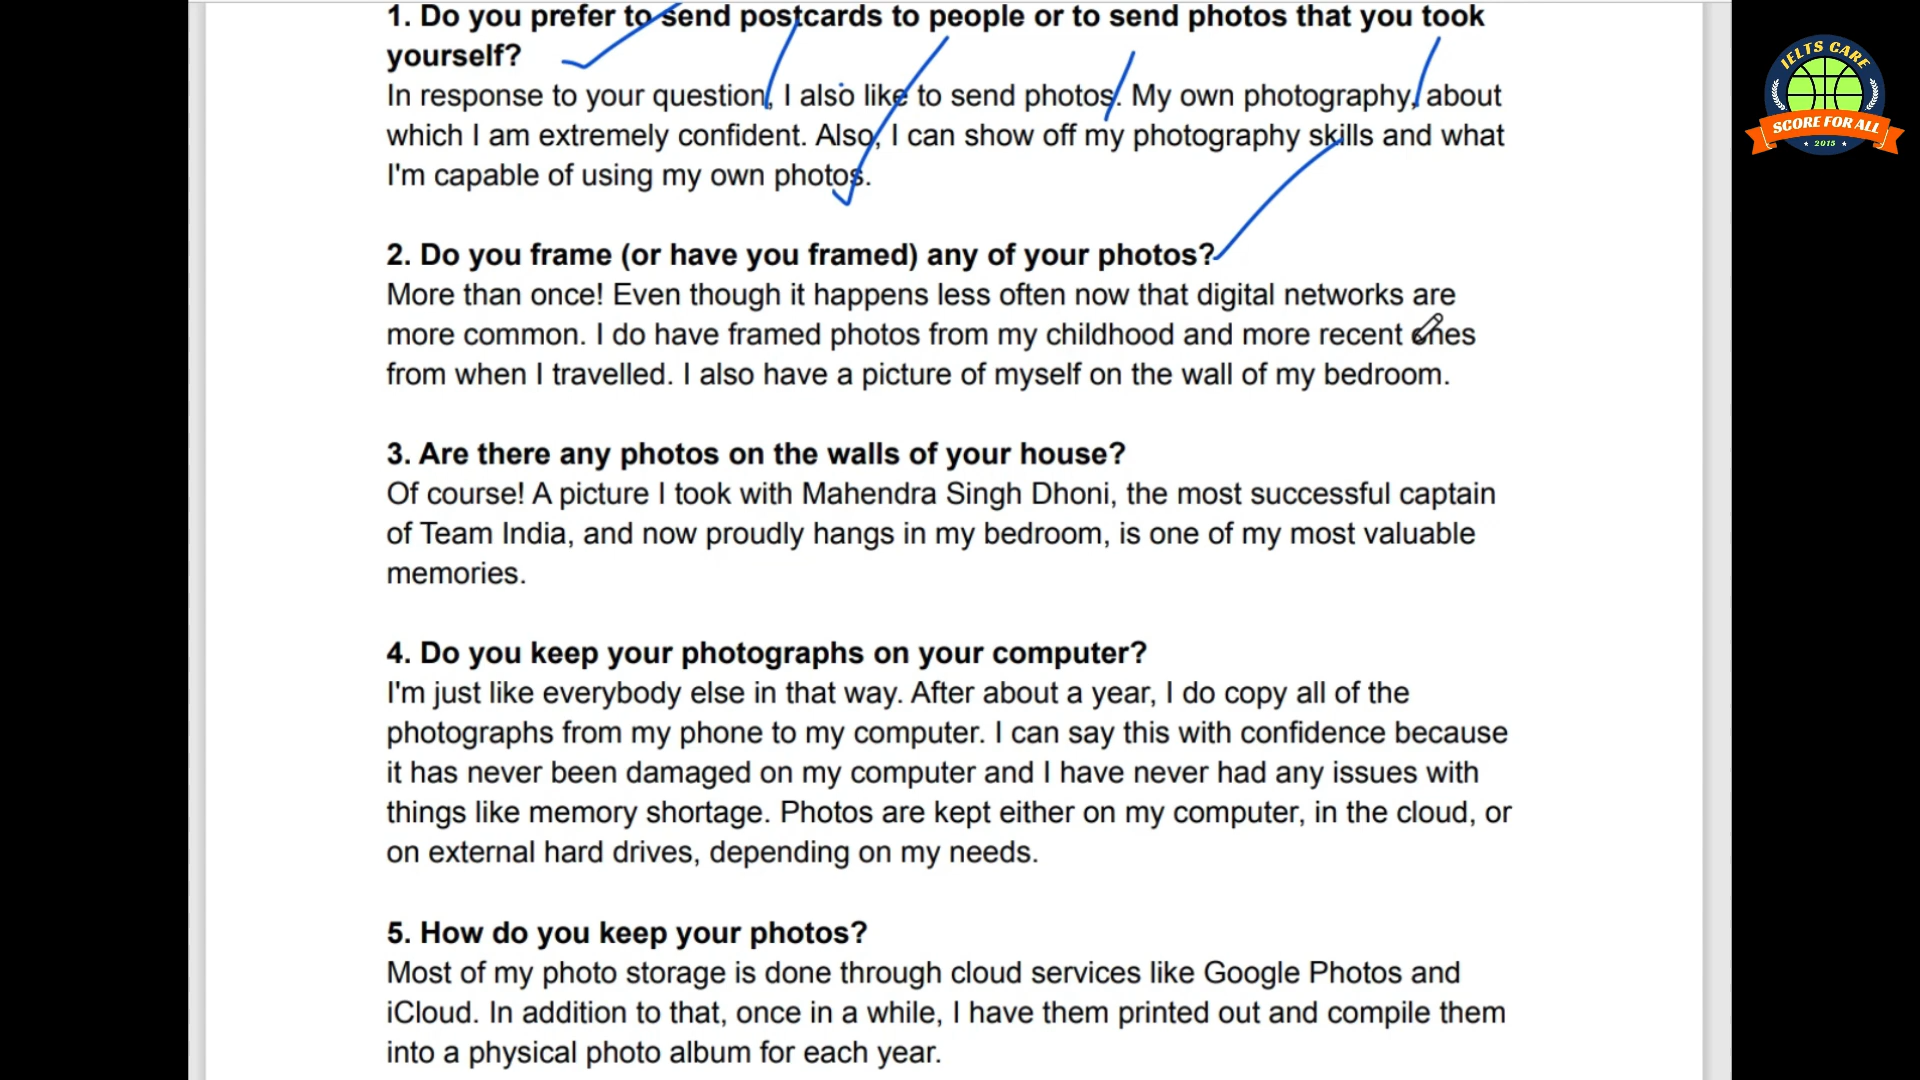 1. Do you prefer to send postcards to people or to send photos that you took
yourself?
In response to your question, I also like to send photos. My own photography, about
which I am extremely confident. Also, I can show off my photography skills and what
I'm capable of using my own photos.
2. Do you frame (or have you framed) any of your photos?
More than once! Even though it happens less often now that digital networks are
more common. I do have framed photos from my childhood and more recent ones
from when I travelled. I also have a picture of myself on the wall of my bedroom.
3. Are there any photos on the walls of your house?
Of course! A picture I took with Mahendra Singh Dhoni, the most successful captain
of Team India, and now proudly hangs in my bedroom, is one of my most valuable
memories.
4. Do you keep your photographs on your computer?
I'm just like everybody else in that way. After about a year, I do copy all of the
photographs from my phone to my computer. I can say this with confidence because
it has never been damaged on my computer and I have never had any issues with
things like memory shortage. Photos are kept either on my computer, in the cloud, or
on external hard drives, depending on my needs.
5. How do you keep your photos?
Most of my photo storage is done through cloud services like Google Photos and
iCloud. In addition to that, once in a while, I have them printed out and compile them
into a physical photo album for each year.
IELTS CARE
SCORE FOR ALL
2015